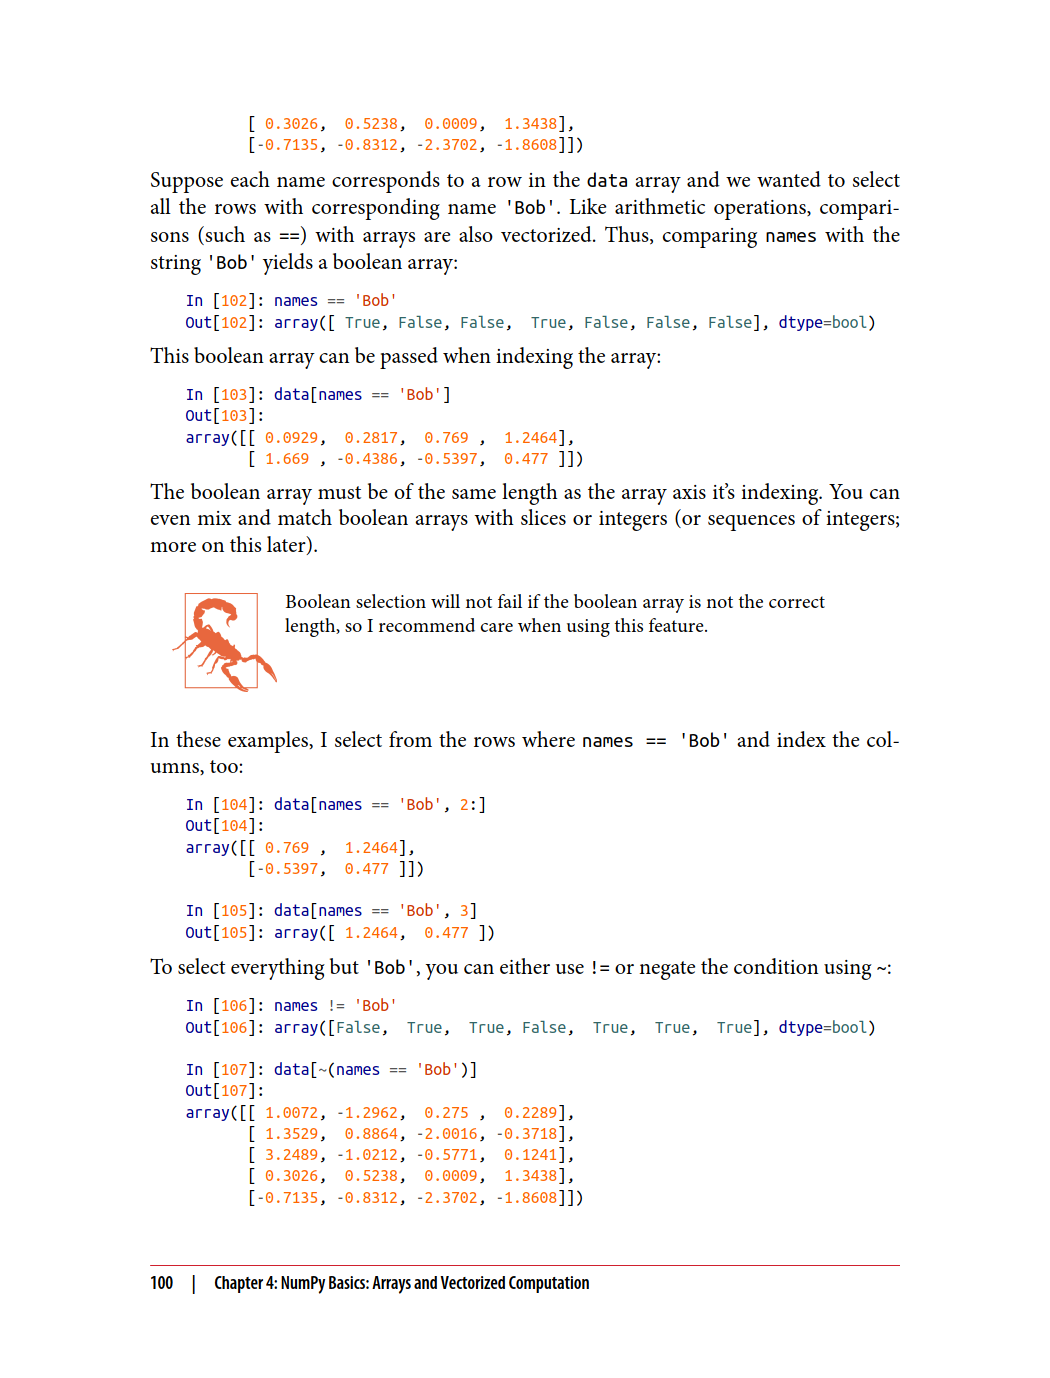 [ 0.3026,  0.5238,  0.0009,  1.3438],
[-0.7135, -0.8312, -2.3702, -1.8608]])
Suppose each name corresponds to a row in the data array and we wanted to select
all the rows with corresponding name 'Bob'. Like arithmetic operations, compari-
sons (such as ==) with arrays are also vectorized. Thus, comparing names with the
string 'Bob' yields a boolean array:
In [102]: names == 'Bob'
Out[102]: array([ True, False, False,  True, False, False, False], dtype=bool)
This boolean array can be passed when indexing the array:
In [103]: data[names == 'Bob']
Out[103]:
array([[ 0.0929,  0.2817,  0.769 ,  1.2464],
[ 1.669 , -0.4386, -0.5397,  0.477 ]])
The boolean array must be of the same length as the array axis it's indexing. You can
even mix and match boolean arrays with slices or integers (or sequences of integers;
more on this later).
Boolean selection will not fail if the boolean array is not the correct
length, so I recommend care when using this feature.
In these examples, I select from the rows where names == 'Bob' and index the col-
umns, too:
In [104]: data[names == 'Bob', 2:]
Out[104]:
array([[ 0.769 ,  1.2464],
[-0.5397,  0.477 ]])
In [105]: data[names == 'Bob', 3]
Out[105]: array([ 1.2464,  0.477 ])
To select everything but 'Bob', you can either use != or negate the condition using ~:
In [106]: names != 'Bob'
Out[106]: array([False,  True,  True, False,  True,  True,  True], dtype=bool)
In [107]: data[~(names == 'Bob')]
Out[107]:
array([[ 1.0072, -1.2962,  0.275 ,  0.2289],
[ 1.3529,  0.8864, -2.0016, -0.3718],
[ 3.2489, -1.0212, -0.5771,  0.1241],
[ 0.3026,  0.5238,  0.0009,  1.3438],
[-0.7135, -0.8312, -2.3702, -1.8608]])
100 | Chapter 4: NumPy Basics: Arrays and Vectorized Computation